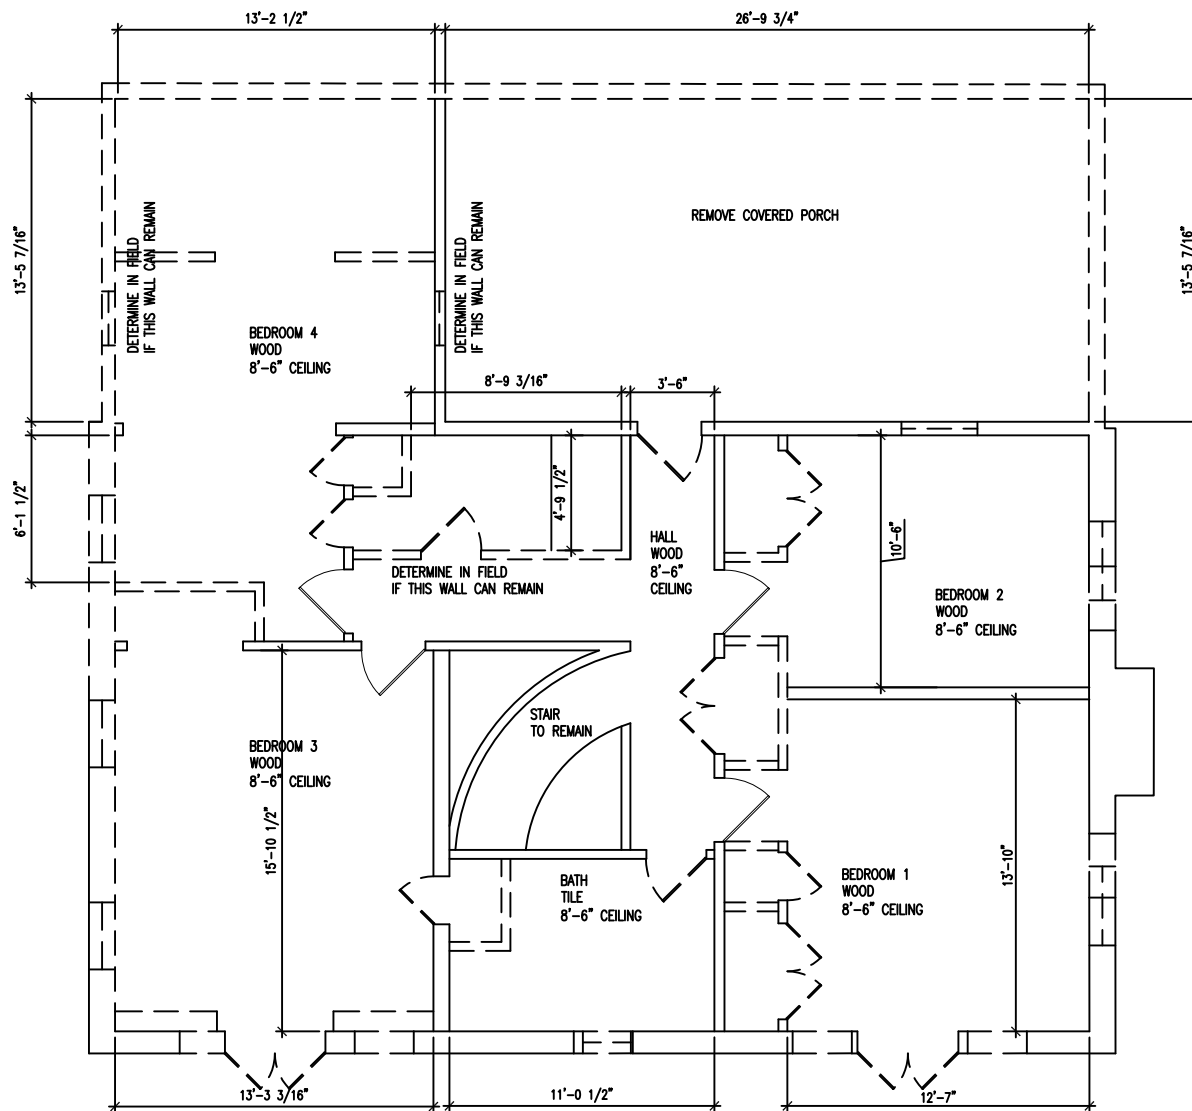 13'-2 1/2"
26'-9 3/4"
13'-5 7/16"
DETERMINE IN FIELD
IF THIS WALL CAN REMAIN
DETERMINE IN FIELD
IF THIS WALL CAN REMAIN
REMOVE COVERED PORCH
13'-5 7/16"
BEDROOM 4
WOOD
8'-6" CEILING
8'-9 3/16"
3'-6"
6'-1 1/2"
4'-9 1/2"
HALL
WOOD
8'-6"
CEILING
10'-6"
DETERMINE IN FIELD
IF THIS WALL CAN REMAIN
BEDROOM 2
WOOD
8'-6" CEILING
STAIR
TO REMAIN
BEDROOM 3
WOOD
8'-6" CEILING
15'-10 1/2"
BATH
TILE
8'-6" CEILING
BEDROOM 1
WOOD
8'-6" CEILING
13'-10"
13'-3 3/16"
11'-0 1/2"
12'-7"